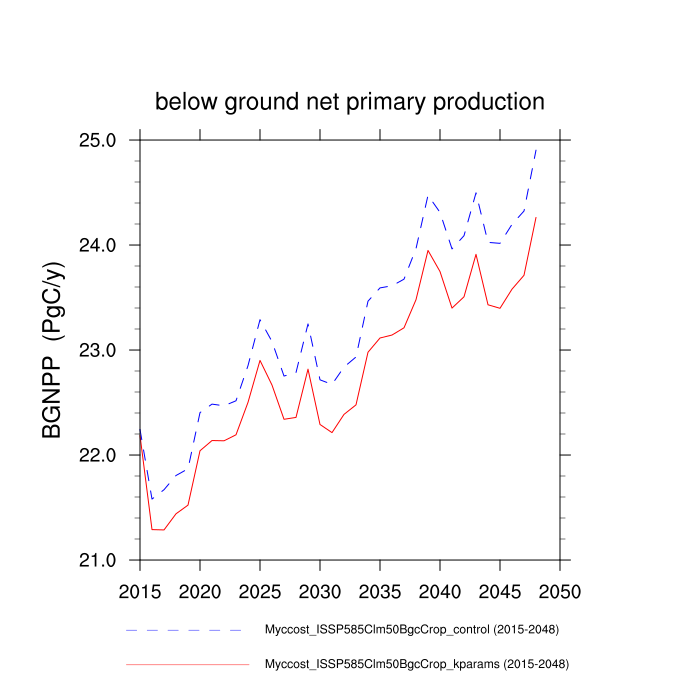 below ground net primary production
BGNPP (PgC/y)
25.0
24.0
23.0
22.0
21.0
2015 2020 2025 2030 2035 2040 2045 2050
Myccost_ISSP585Clm50BgcCrop_control (2015-2048)
Myccost_ISSP585Clm50BgcCrop_kparams (2015-2048)